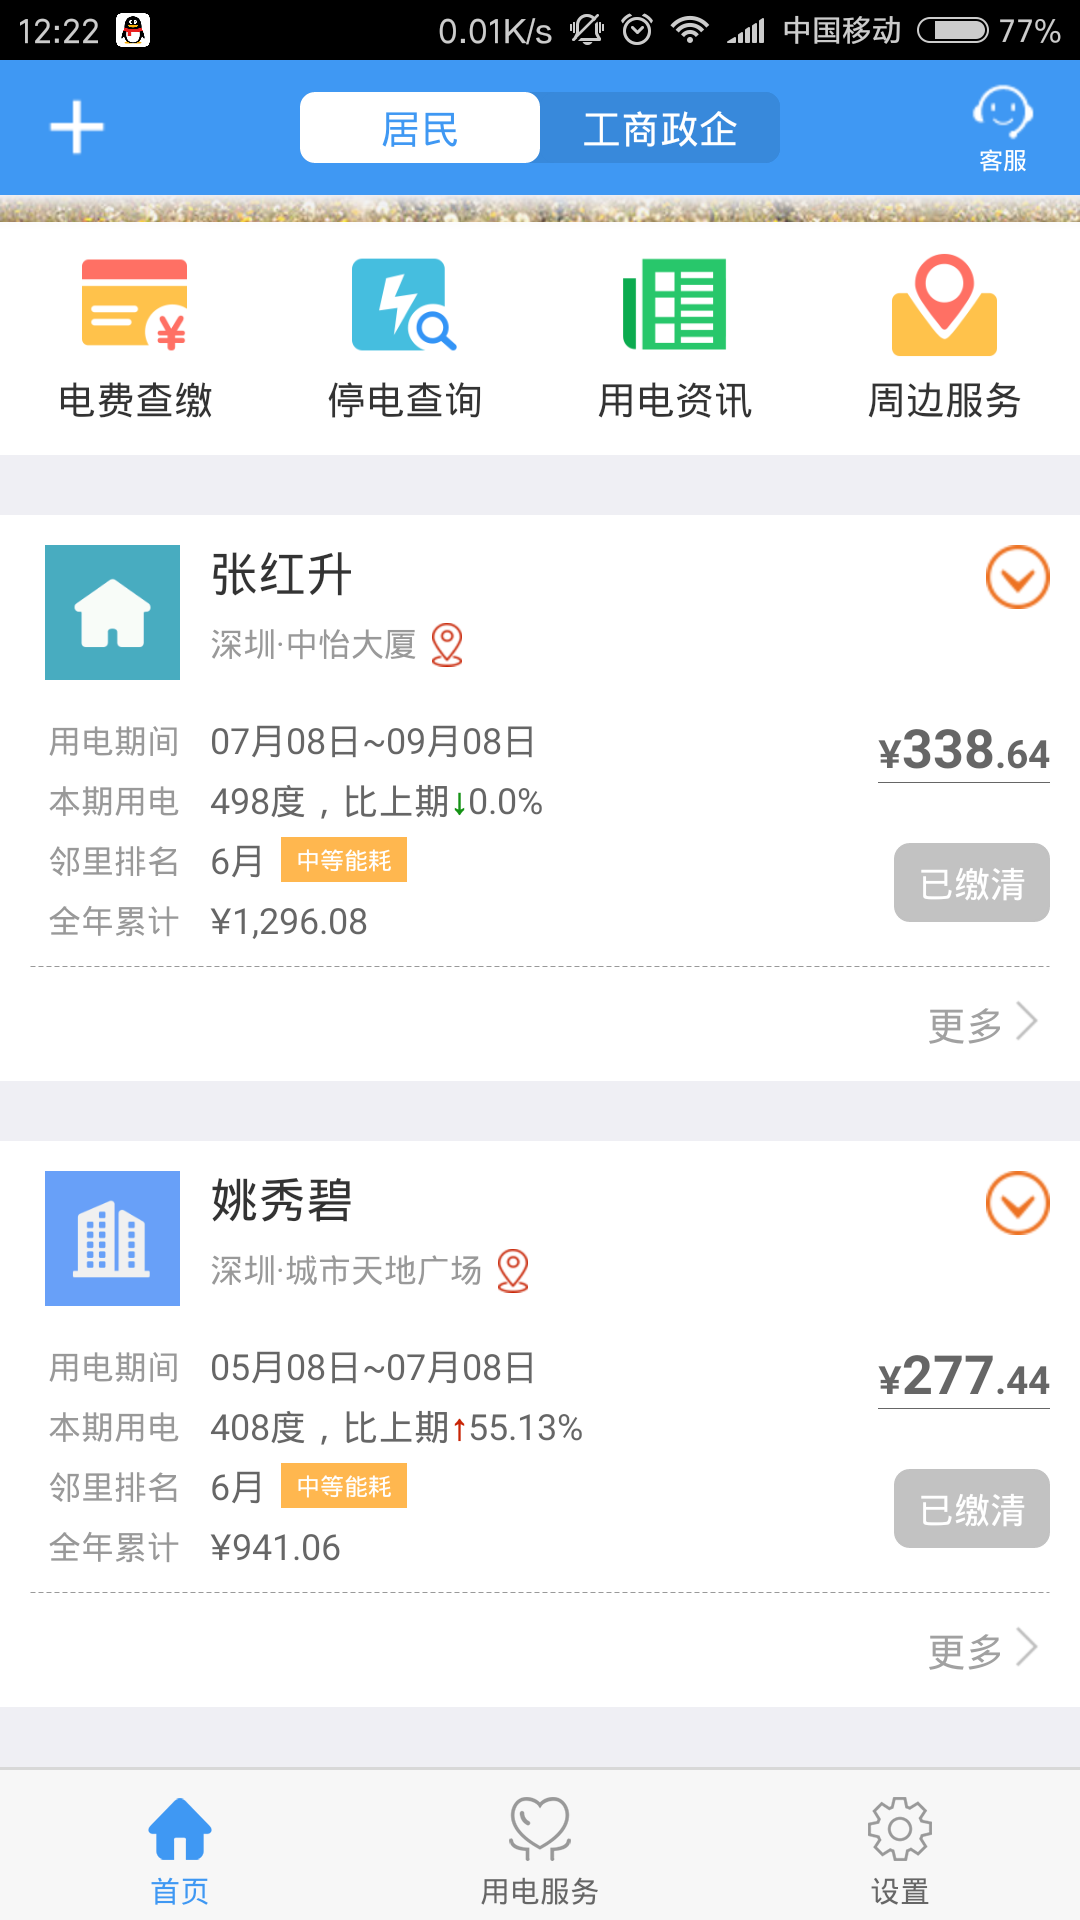 12:22 0.01K/s 中国移动 77%
居民 工商政企 客服
电费查缴 停电查询 用电资讯 周边服务
张红升
深圳·中怡大厦
用电期间 07月08日~09月08日 ¥338.64
本期用电 498度，比上期↓0.0%
邻里排名 6月 中等能耗 已缴清
全年累计 ¥1,296.08
更多
姚秀碧
深圳·城市天地广场
用电期间 05月08日~07月08日 ¥277.44
本期用电 408度，比上期↑55.13%
邻里排名 6月 中等能耗 已缴清
全年累计 ¥941.06
更多
首页 用电服务 设置